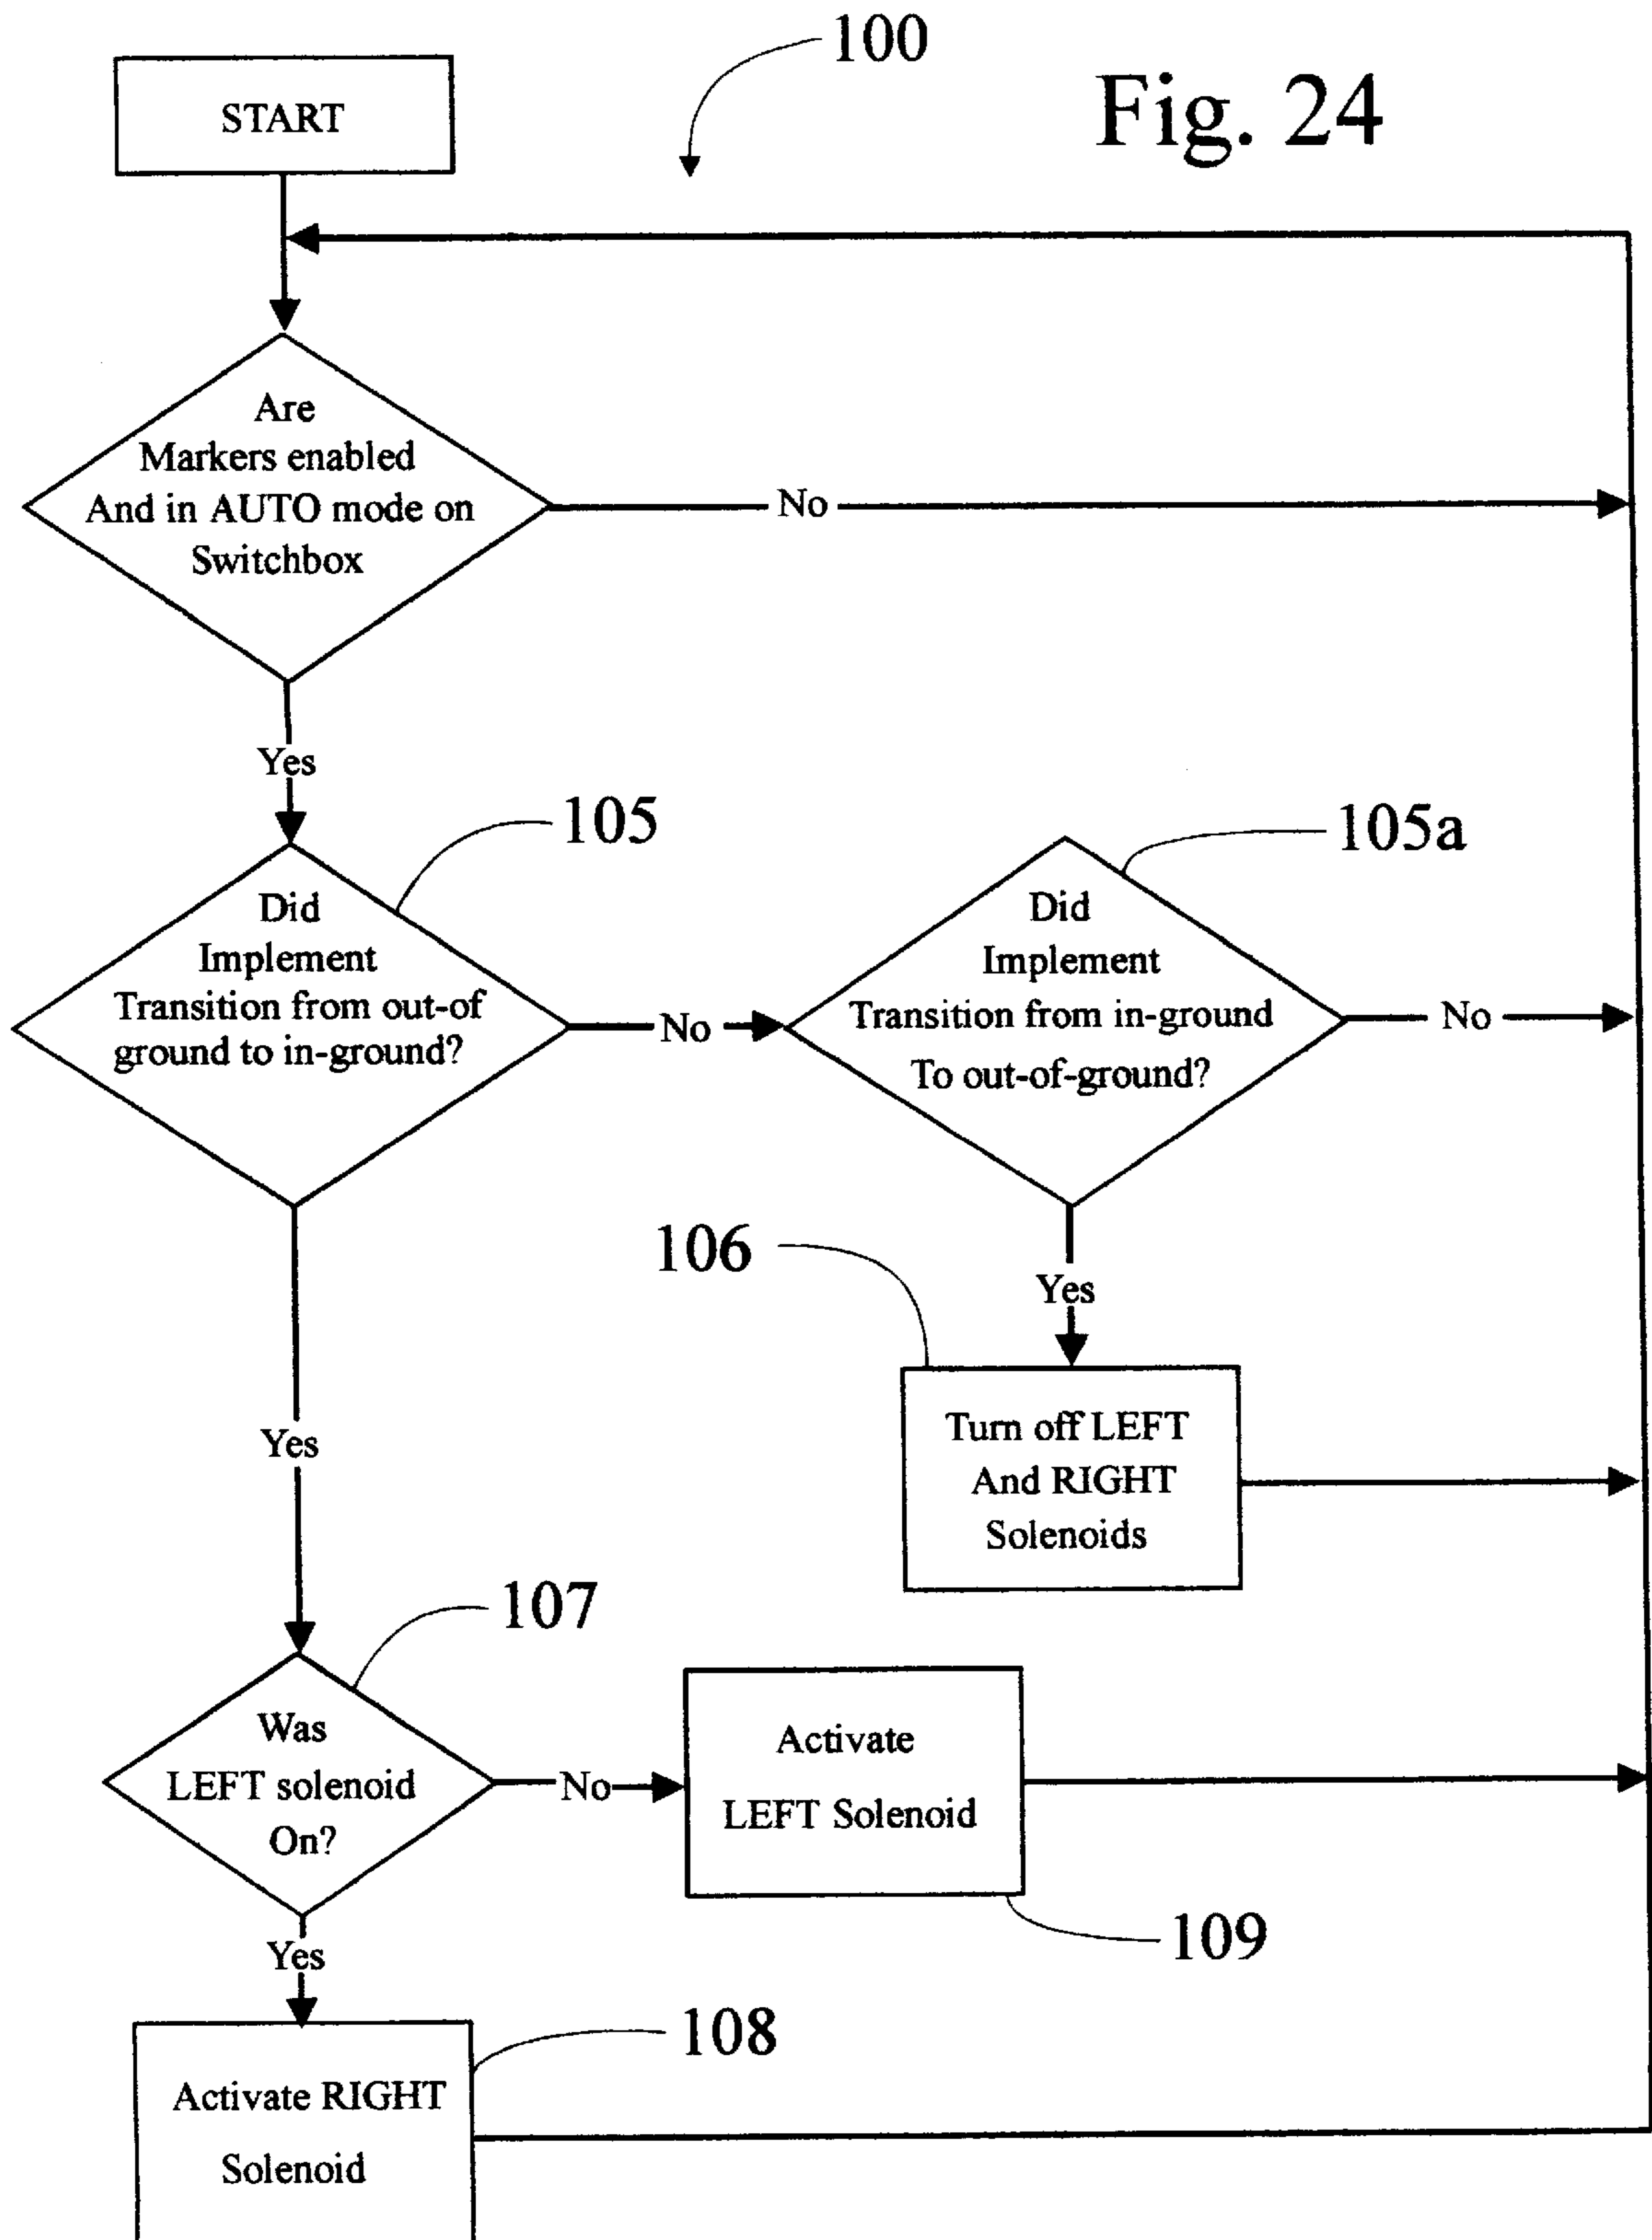 100
Fig. 24
START
Are
Markers enabled
And in AUTO mode on
Switchbox
No
Yes
105
105a
Did
Implement
Transition from out-of
ground to in-ground?
No
Did
Implement
Transition from in-ground
To out-of-ground?
No
Yes
106
Turn off LEFT
And RIGHT
Solenoids
Yes
107
Was
LEFT solenoid
On?
No
Activate
LEFT Solenoid
109
Yes
108
Activate RIGHT
Solenoid